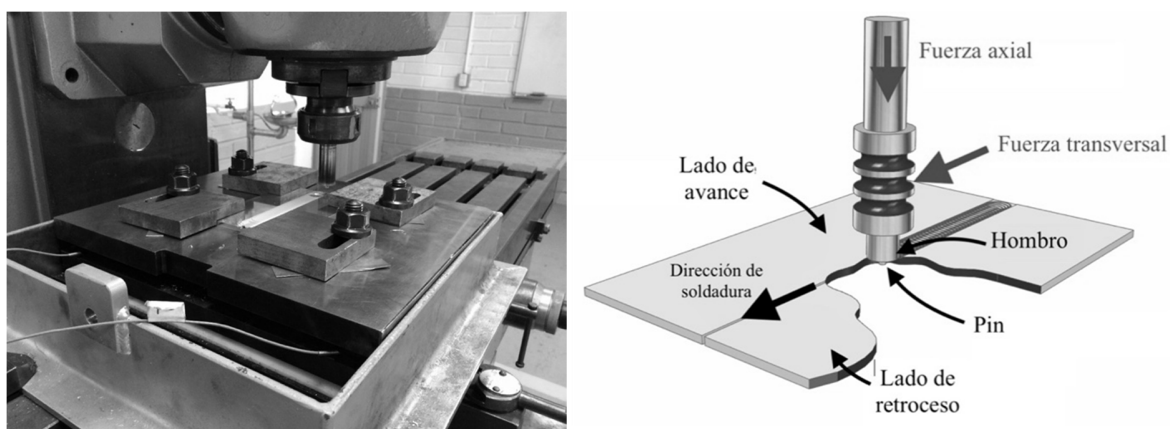 Fuerza axial
Fuerza transversal
Lado de
avance
Hombro
Dirección de
soldadura
Pin
Lado de
retroceso